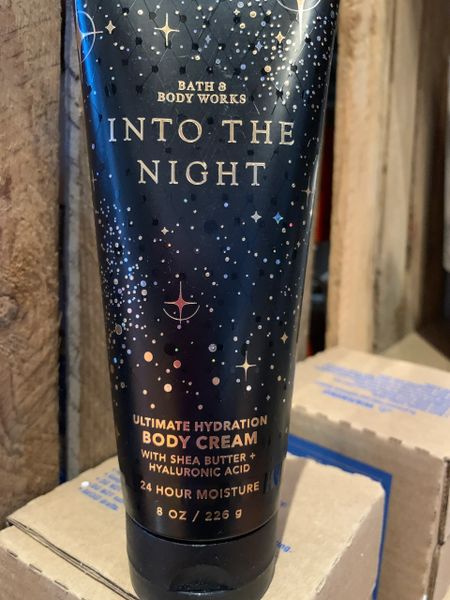 BATH &
BODY WORKS
INTO THE
NIGHT
ULTIMATE HYDRATION
BODY CREAM
WITH SHEA BUTTER +
HYALURONIC ACID
24 HOUR MOISTURE
8 OZ / 226 g